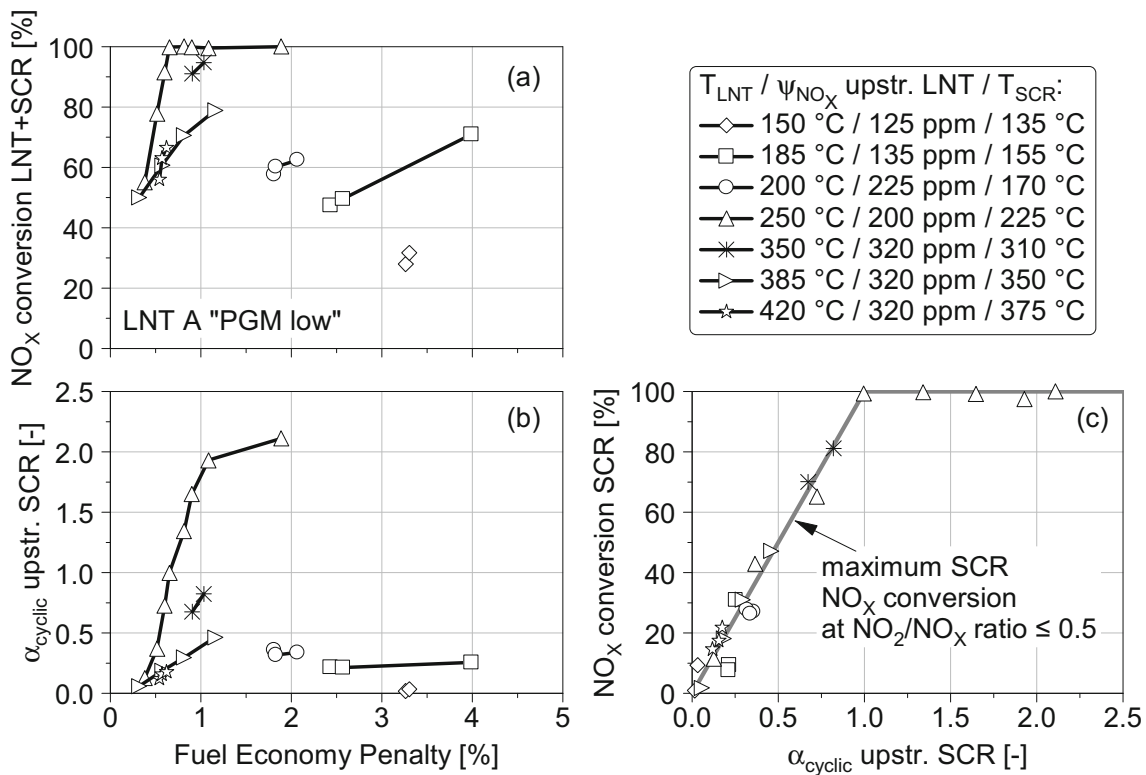 NOX conversion LNT+SCR [%]
100
80
60
40
20
0
(a)
LNT A "PGM low"
TLNT / ψNOX upstr. LNT / TSCR:
150 °C / 125 ppm / 135 °C
185 °C / 135 ppm / 155 °C
200 °C / 225 ppm / 170 °C
250 °C / 200 ppm / 225 °C
350 °C / 320 ppm / 310 °C
385 °C / 320 ppm / 350 °C
420 °C / 320 ppm / 375 °C
αcyclic upstr. SCR [-]
2.5
2.0
1.5
1.0
0.5
0.0
(b)
0 1 2 3 4 5
Fuel Economy Penalty [%]
NOX conversion SCR [%]
100
80
60
40
20
0
(c)
maximum SCR
NOX conversion
at NO2/NOX ratio ≤ 0.5
0.0 0.5 1.0 1.5 2.0 2.5
αcyclic upstr. SCR [-]